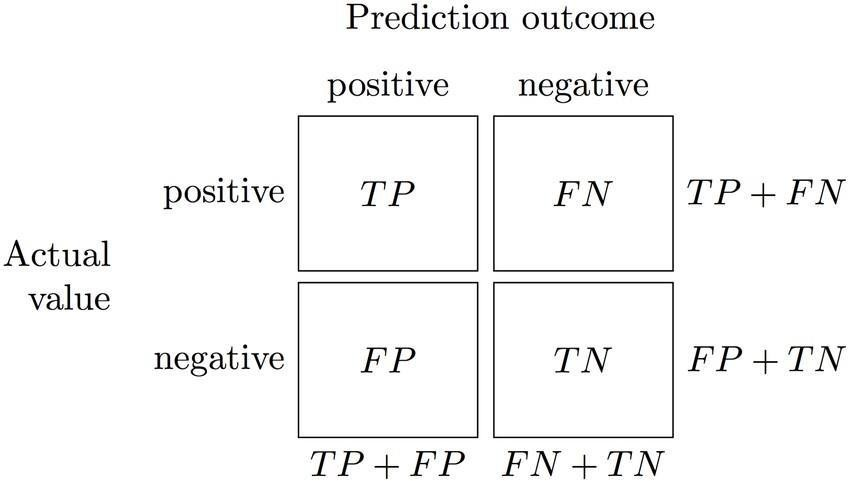 Prediction outcome
positive negative
positive TP FN TP + FN
Actual
value
negative FP TN FP + TN
TP + FP FN + TN